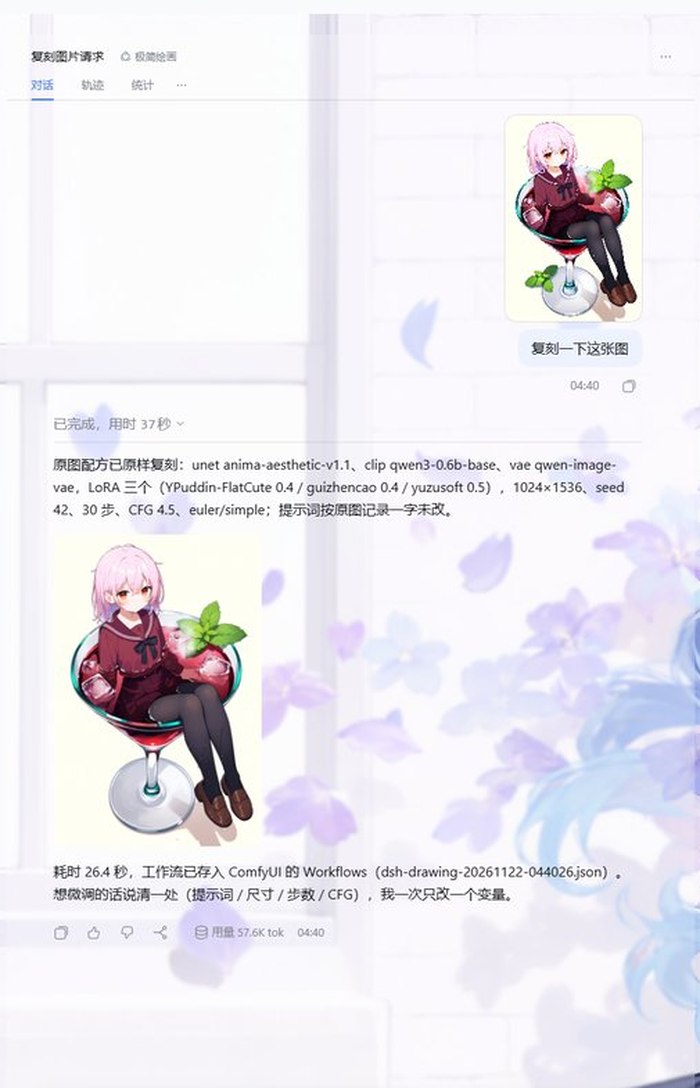 复刻图片请求 极简绘画
对话 轨迹 统计 ...
复刻一下这张图
04:40
已完成，用时 37秒
原图配方已原样复刻：unet anima-aesthetic-v1.1、clip qwen3-0.6b-base、vae qwen-image-
vae，LoRA 三个（YPuddin-FlatCute 0.4 / guizhencao 0.4 / yuzusoft 0.5），1024×1536、seed
42、30 步、CFG 4.5、euler/simple；提示词按原图记录一字未改。
耗时 26.4 秒，工作流已存入 ComfyUI 的 Workflows（dsh-drawing-20261122-044026.json）。
想微调的话说清一处（提示词 / 尺寸 / 步数 / CFG），我一次只改一个变量。
用量 57.6K tok 04:40